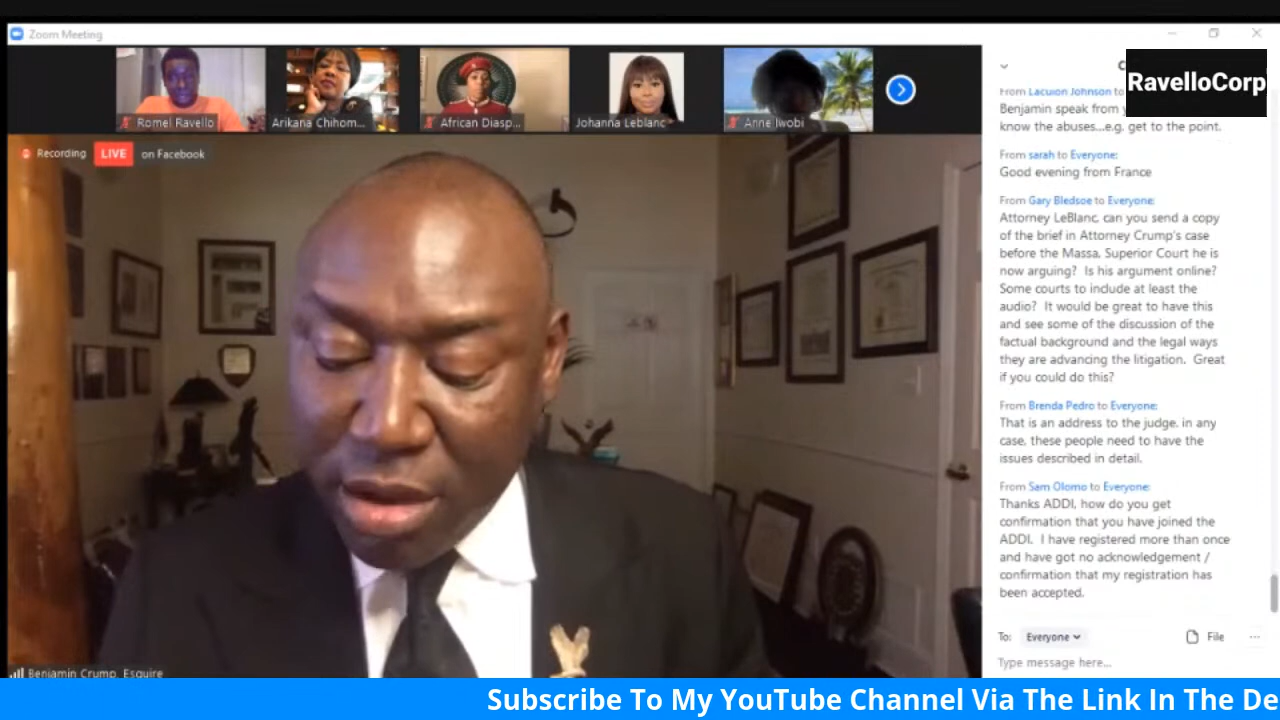 Zoom Meeting
RavelloCorp
Romel Ravello
Arikana Chihom...
African Diasp...
Johanna Leblanc
Anne Iwobi
Recording LIVE on Facebook
From Lacuion Johnson to
Benjamin speak from
know the abuses...e.g. get to the point.
From sarah to Everyone:
Good evening from France
From Gary Bledsoe to Everyone:
Attorney LeBlanc, can you send a copy
of the brief in Attorney Crump's case
before the Massa, Superior Court he is
now arguing? Is his argument online?
Some courts to include at least the
audio? It would be great to have this
and see some of the discussion of the
factual background and the legal ways
they are advancing the litigation. Great
if you could do this?
From Brenda Pedro to Everyone:
That is an address to the judge. in any
case, these people need to have the
issues described in detail.
From Sam Olomo to Everyone:
Thanks ADDI, how do you get
confirmation that you have joined the
ADDI. I have registered more than once
and have got no acknowledgement /
confirmation that my registration has
been accepted.
To: Everyone File ...
Type message here...
Benjamin Crump, Esquire
Subscribe To My YouTube Channel Via The Link In The De